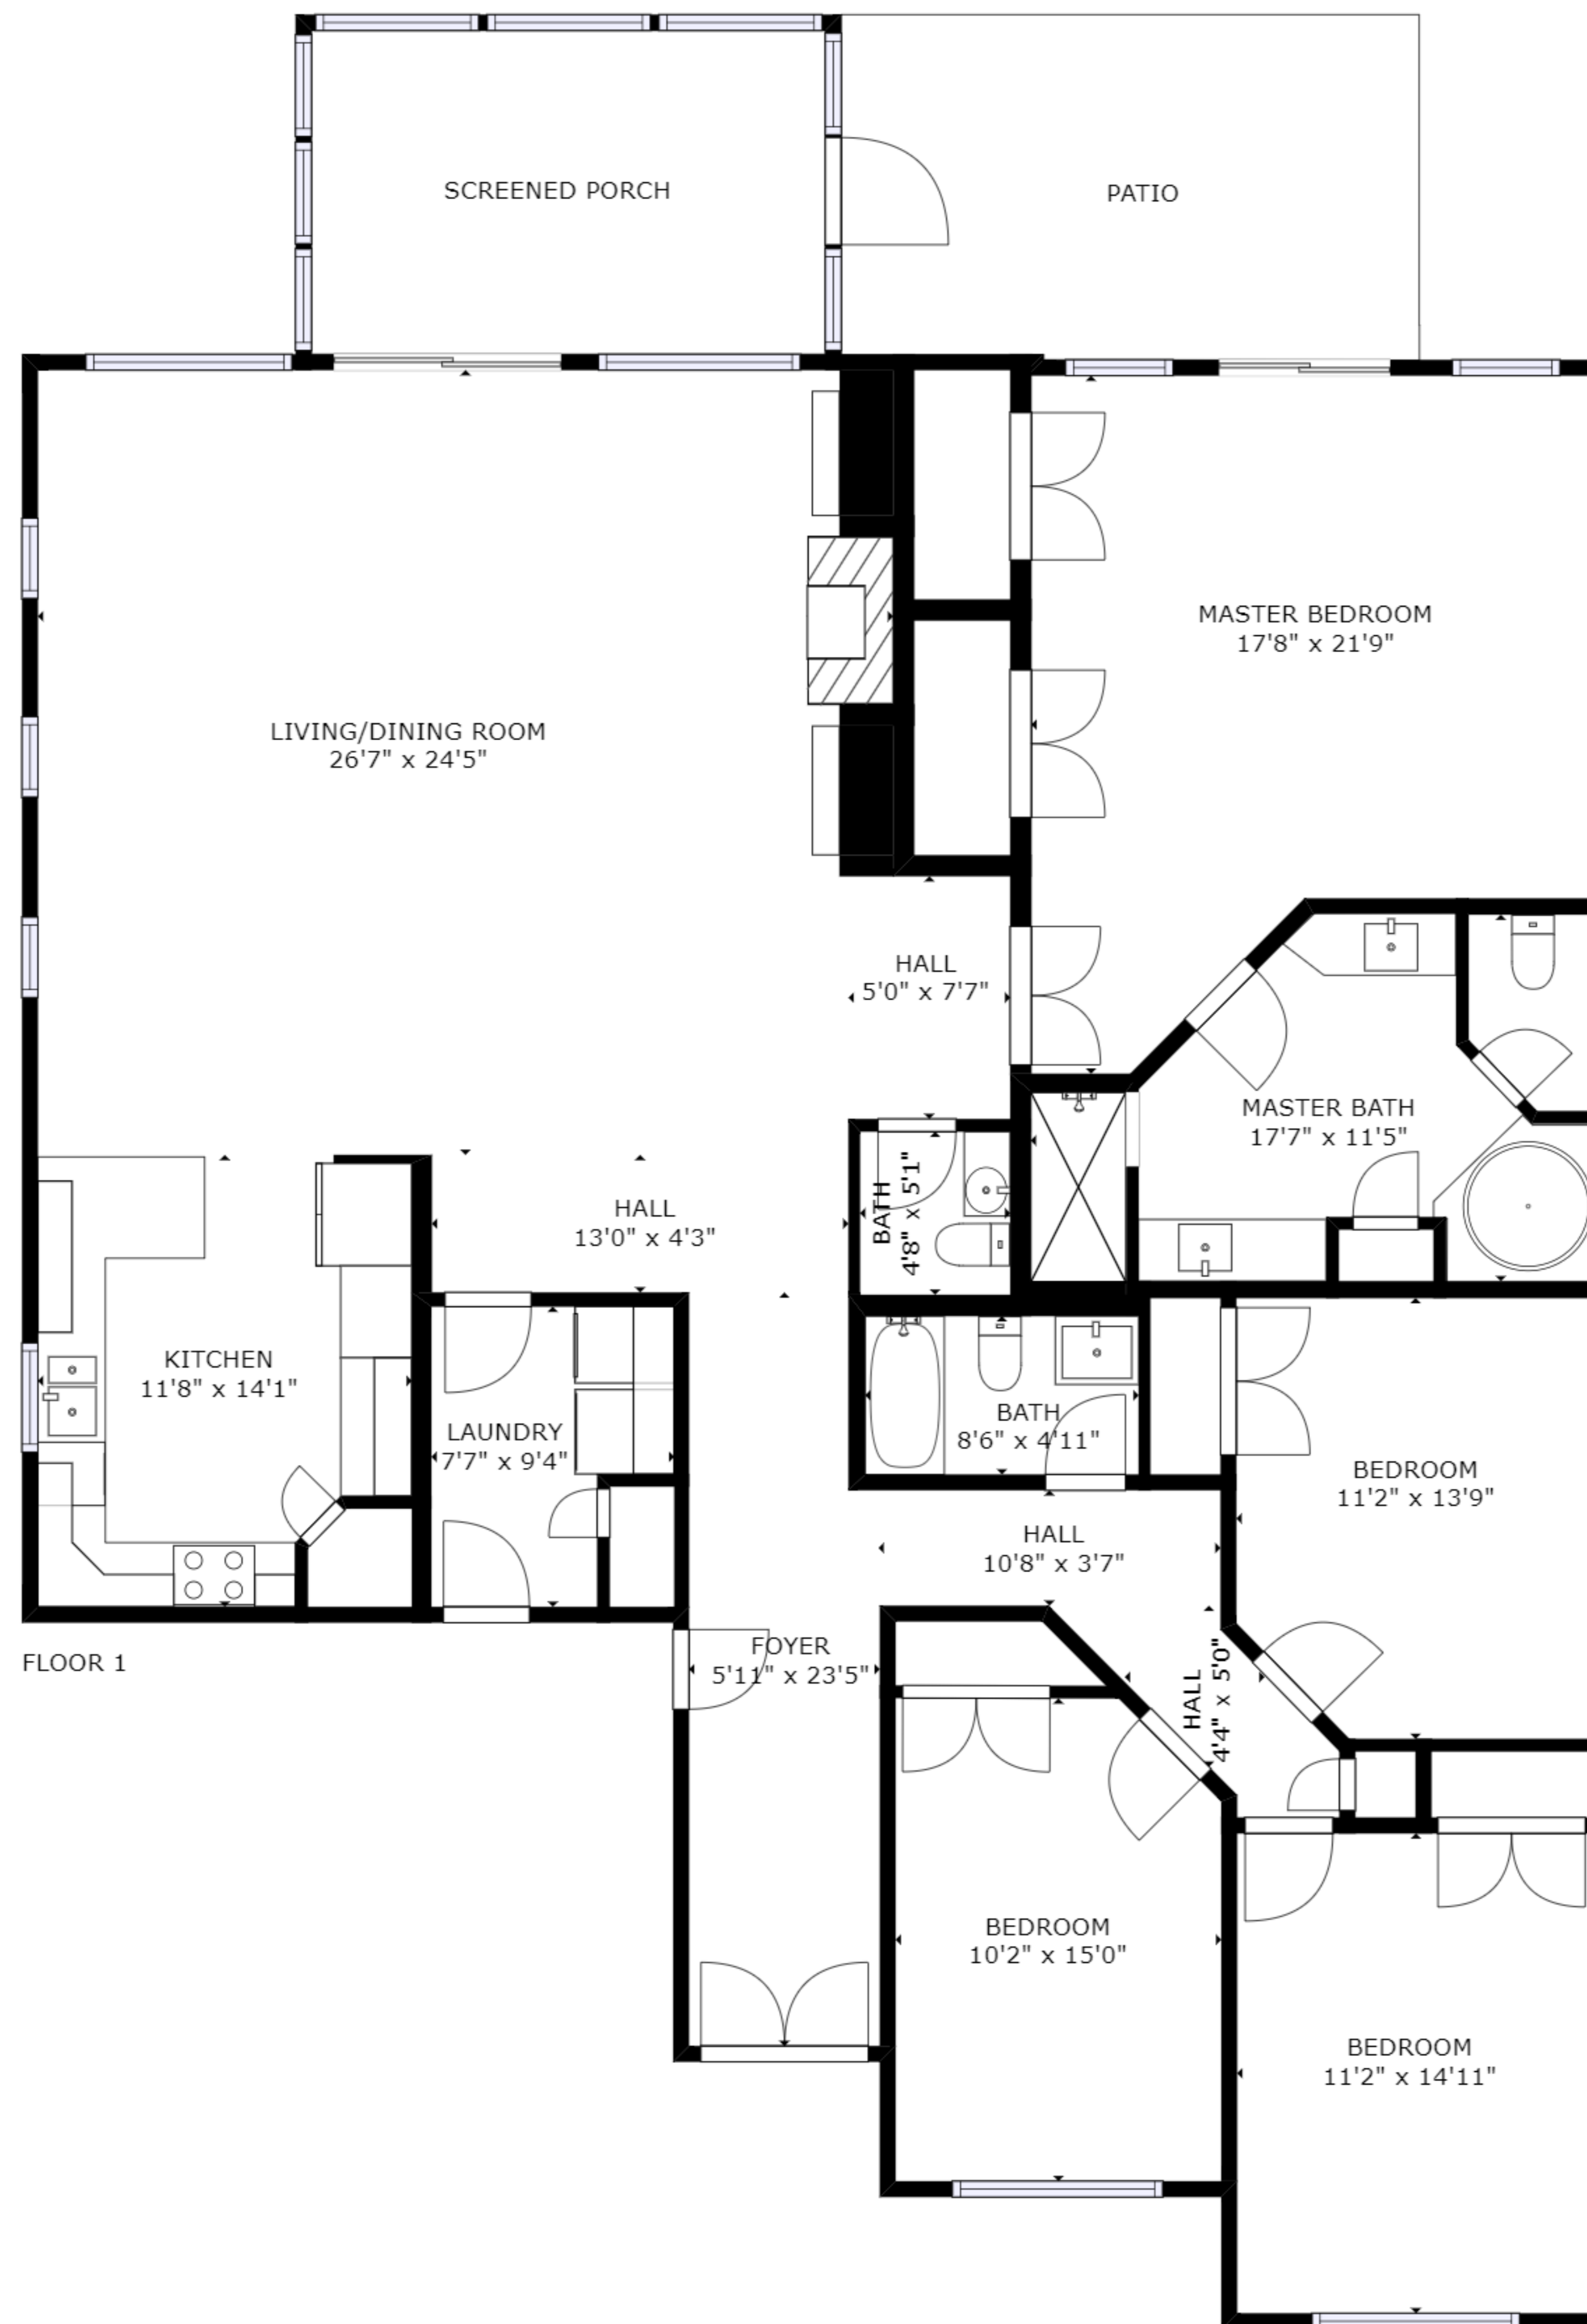 SCREENED PORCH
PATIO
MASTER BEDROOM
17'8" x 21'9"
LIVING/DINING ROOM
26'7" x 24'5"
HALL
5'0" x 7'7"
MASTER BATH
17'7" x 11'5"
BATH
4'8" x 5'1"
HALL
13'0" x 4'3"
KITCHEN
11'8" x 14'1"
LAUNDRY
7'7" x 9'4"
BATH
8'6" x 4'11"
BEDROOM
11'2" x 13'9"
HALL
10'8" x 3'7"
FLOOR 1
FOYER
5'11" x 23'5"
HALL
4'4" x 5'0"
BEDROOM
10'2" x 15'0"
BEDROOM
11'2" x 14'11"